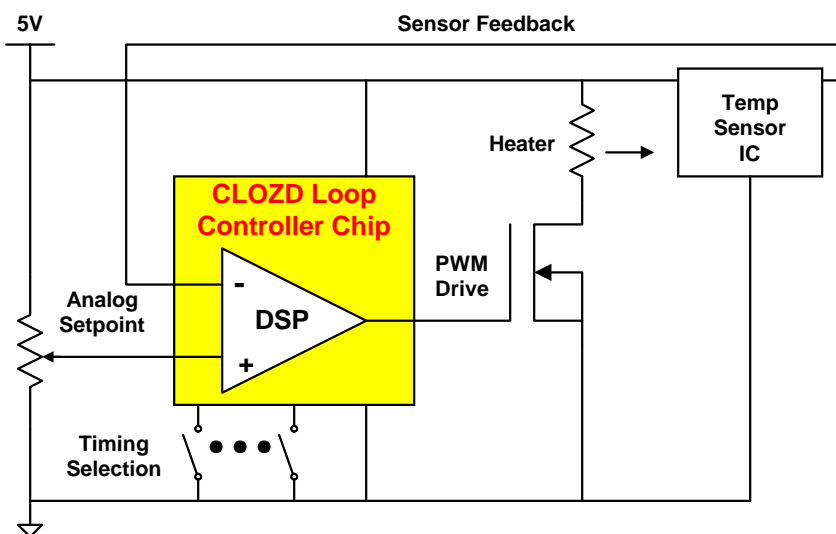 5V
Sensor Feedback
Temp
Sensor
IC
Heater
CLOZD Loop
Controller Chip
PWM
Drive
-
DSP
+
Analog
Setpoint
Timing
Selection